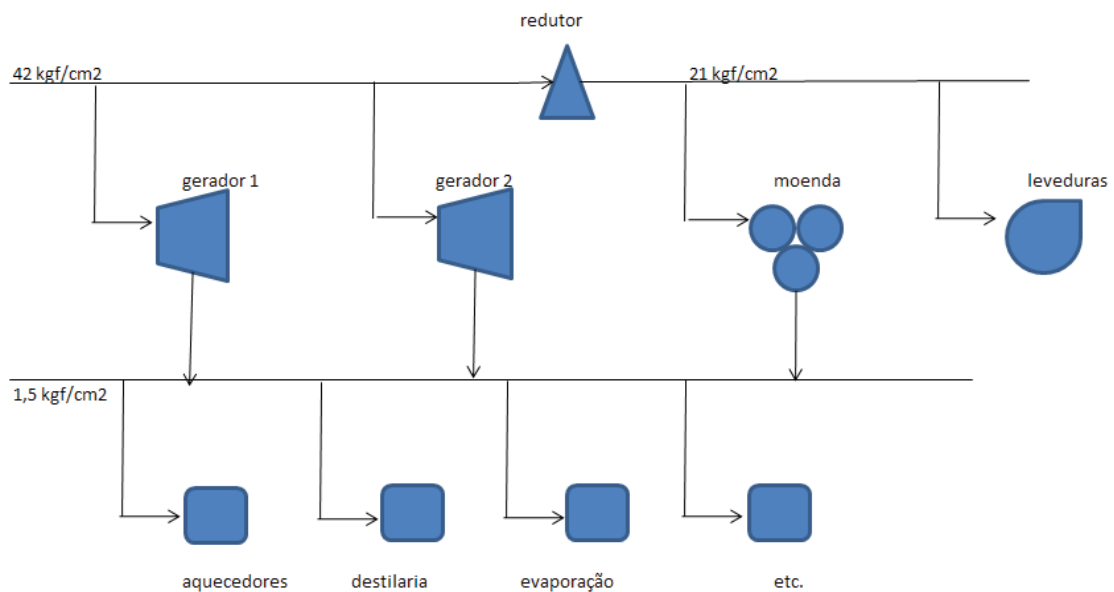 redutor
42 kgf/cm2
21 kgf/cm2
gerador 1
gerador 2
moenda
leveduras
1,5 kgf/cm2
aquecedores
destilaria
evaporação
etc.